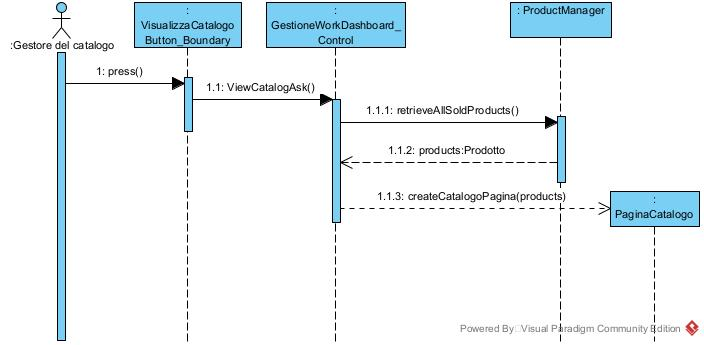 :Gestore del catalogo
:
VisualizzaCatalogo
Button_Boundary
:
GestioneWorkDashboard_
Control
: ProductManager
1: press()
1.1: ViewCatalogAsk()
1.1.1: retrieveAllSoldProducts()
1.1.2: products:Prodotto
1.1.3: createCatalogoPagina(products)
:
PaginaCatalogo
Powered By Visual Paradigm Community Edition